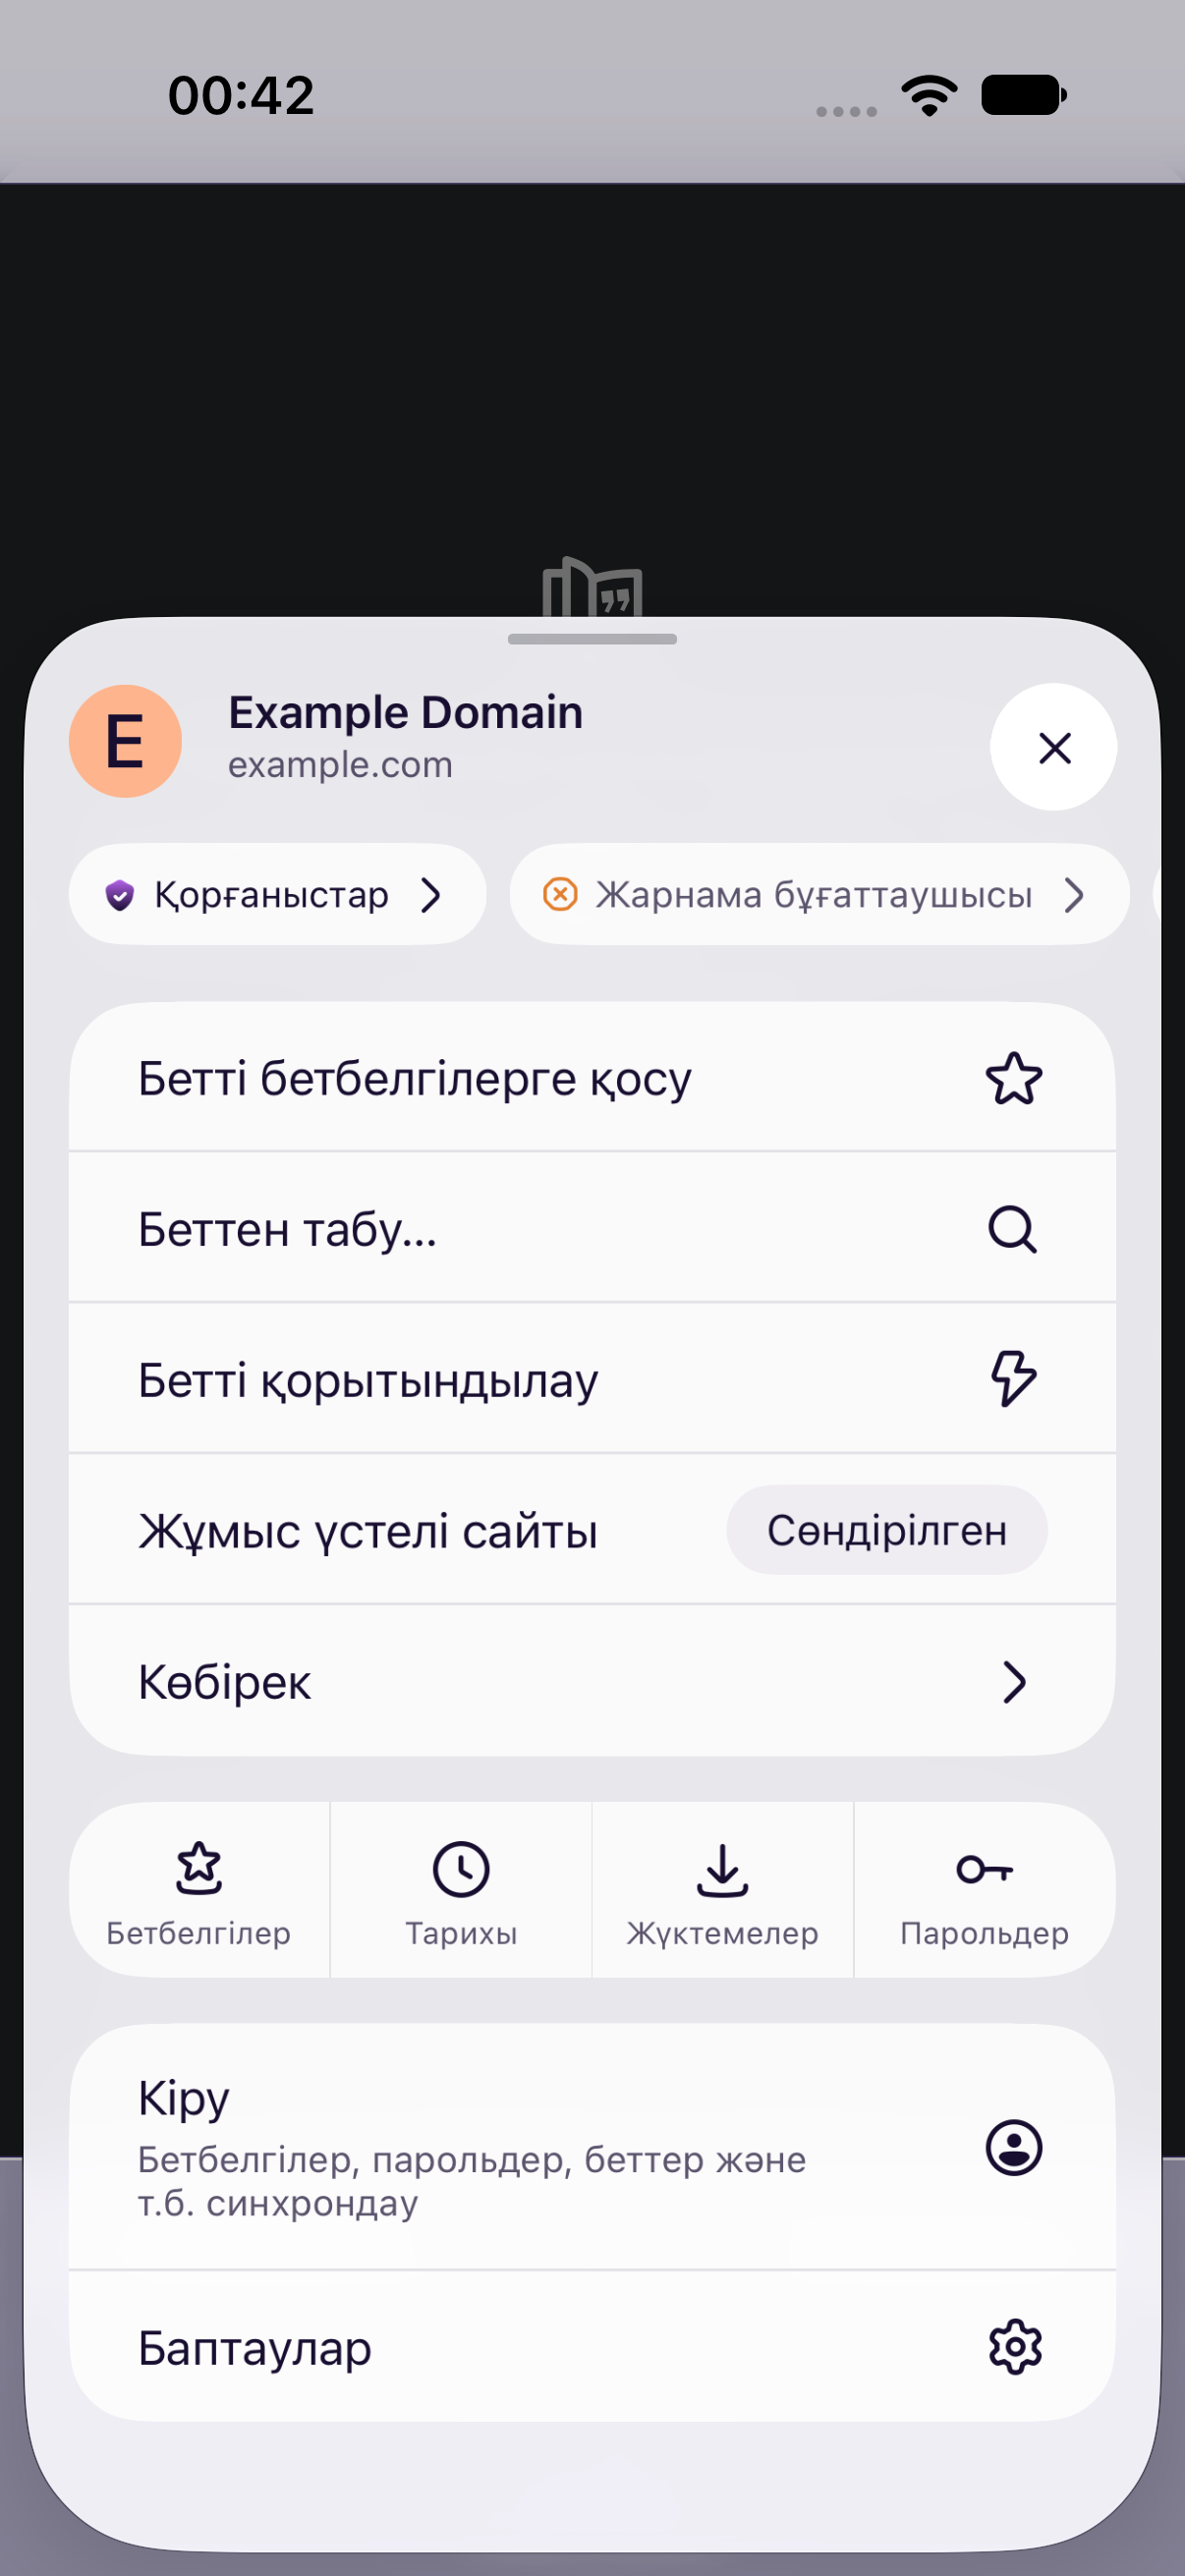 00:42
E
Example Domain
example.com
Қорғаныстар
Жарнама бұғаттаушысы
Бетті бетбелгілерге қосу
Беттен табу...
Бетті қорытындылау
Жұмыс үстелі сайты
Сөндірілген
Көбірек
Бетбелгілер
Тарихы
Жүктемелер
Парольдер
Кіру
Бетбелгілер, парольдер, беттер және
т.б. синхрондау
Баптаулар